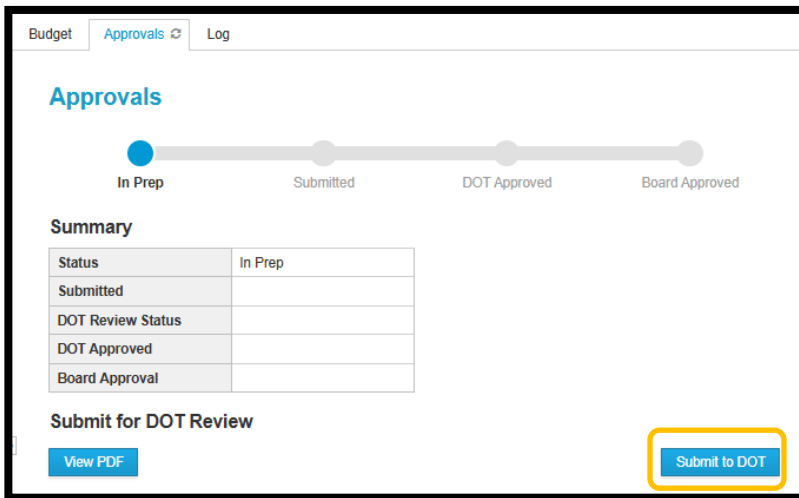 Budget Approvals Log
Approvals
In Prep Submitted DOT Approved Board Approved
Summary
Status In Prep
Submitted
DOT Review Status
DOT Approved
Board Approval
Submit for DOT Review
View PDF Submit to DOT